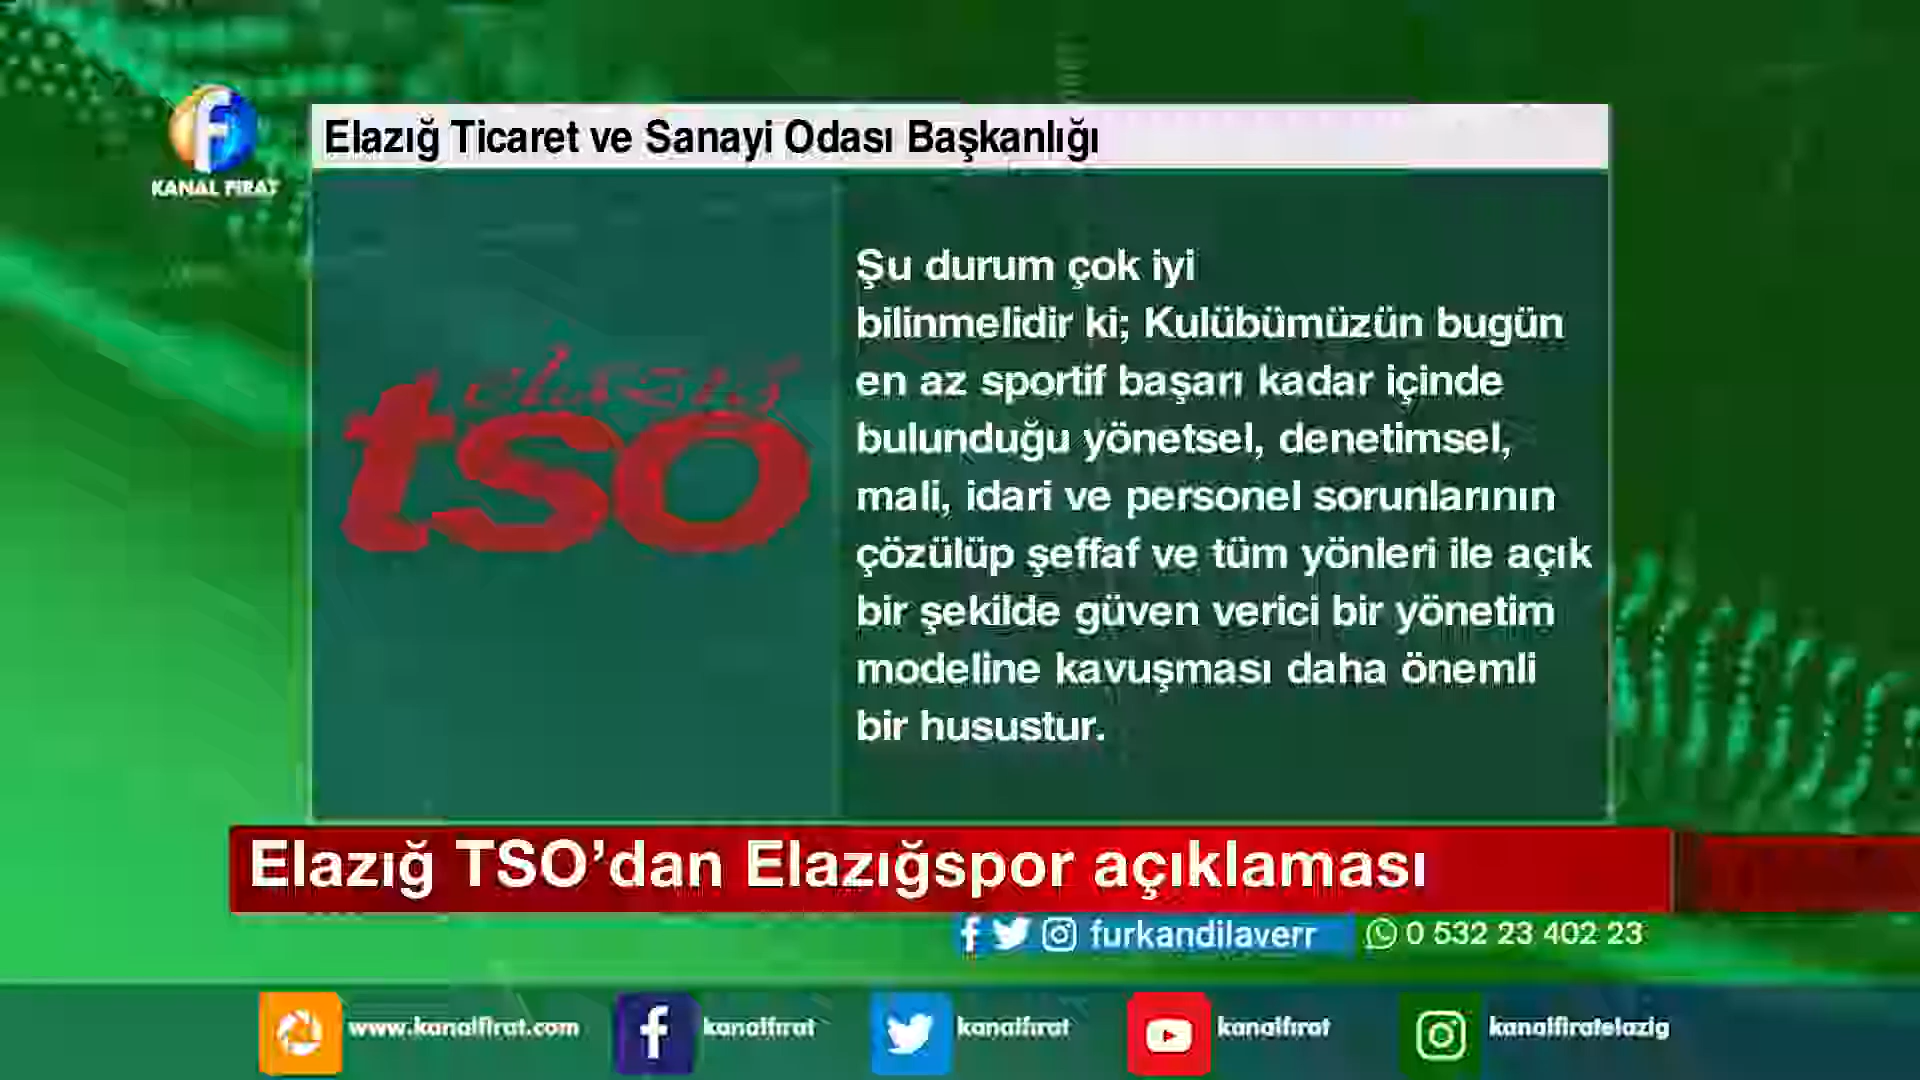 KANAL FIRAT
Elazığ Ticaret ve Sanayi Odası Başkanlığı
elazığ
tso
Şu durum çok iyi
bilinmelidir ki; Kulübümüzün bugün
en az sportif başarı kadar içinde
bulunduğu yönetsel, denetimsel,
mali, idari ve personel sorunlarının
çözülüp şeffaf ve tüm yönleri ile açık
bir şekilde güven verici bir yönetim
modeline kavuşması daha önemli
bir husustur.
Elazığ TSO’dan Elazığspor açıklaması
furkandilaverr 0 532 23 402 23
www.kanalfirat.com kanalfırat kanalfırat kanalfırat kanalfiratelazig